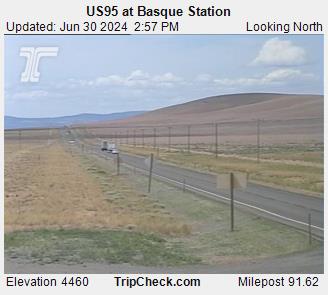 US95 at Basque Station
Updated: Jun 30 2024 2:57 PM Looking North
Elevation 4460 TripCheck.com Milepost 91.62